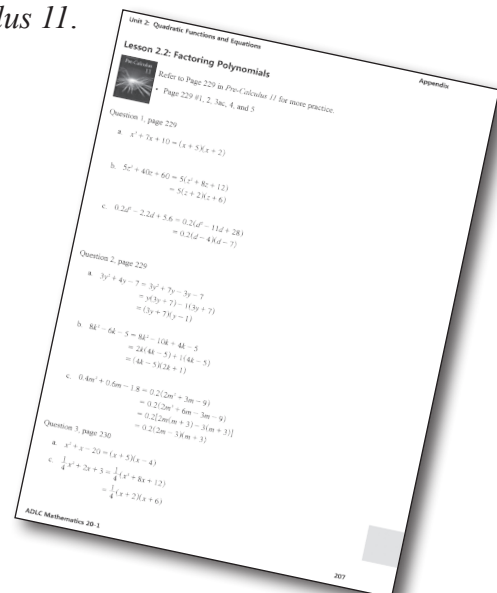 lus 11.
Unit 2: Quadratic Functions and Equations
Appendix
Lesson 2.2: Factoring Polynomials
Pre-Calculus
11
Refer to Page 229 in Pre-Calculus 11 for more practice.
• Page 229 #1, 2, 3ac, 4, and 5
Question 1, page 229
a. x² + 7x + 10 = (x + 5)(x + 2)
b. 5z² + 40z + 60 = 5(z² + 8z + 12)
= 5(z + 2)(z + 6)
c. 0.2d² − 2.2d + 5.6 = 0.2(d² − 11d + 28)
= 0.2(d − 4)(d − 7)
Question 2, page 229
a. 3y² + 4y − 7 = 3y² + 7y − 3y − 7
= y(3y + 7) − 1(3y + 7)
= (3y + 7)(y − 1)
b. 8k² − 6k − 5 = 8k² − 10k + 4k − 5
= 2k(4k − 5) + 1(4k − 5)
= (4k − 5)(2k + 1)
c. 0.4m² + 0.6m − 1.8 = 0.2(2m² + 3m − 9)
= 0.2(2m² + 6m − 3m − 9)
= 0.2[2m(m + 3) − 3(m + 3)]
= 0.2(2m − 3)(m + 3)
Question 3, page 230
a. x² + x − 20 = (x + 5)(x − 4)
c. 1/4 x² + 2x + 3 = 1/4 (x² + 8x + 12)
= 1/4 (x + 2)(x + 6)
ADLC Mathematics 20-1
207